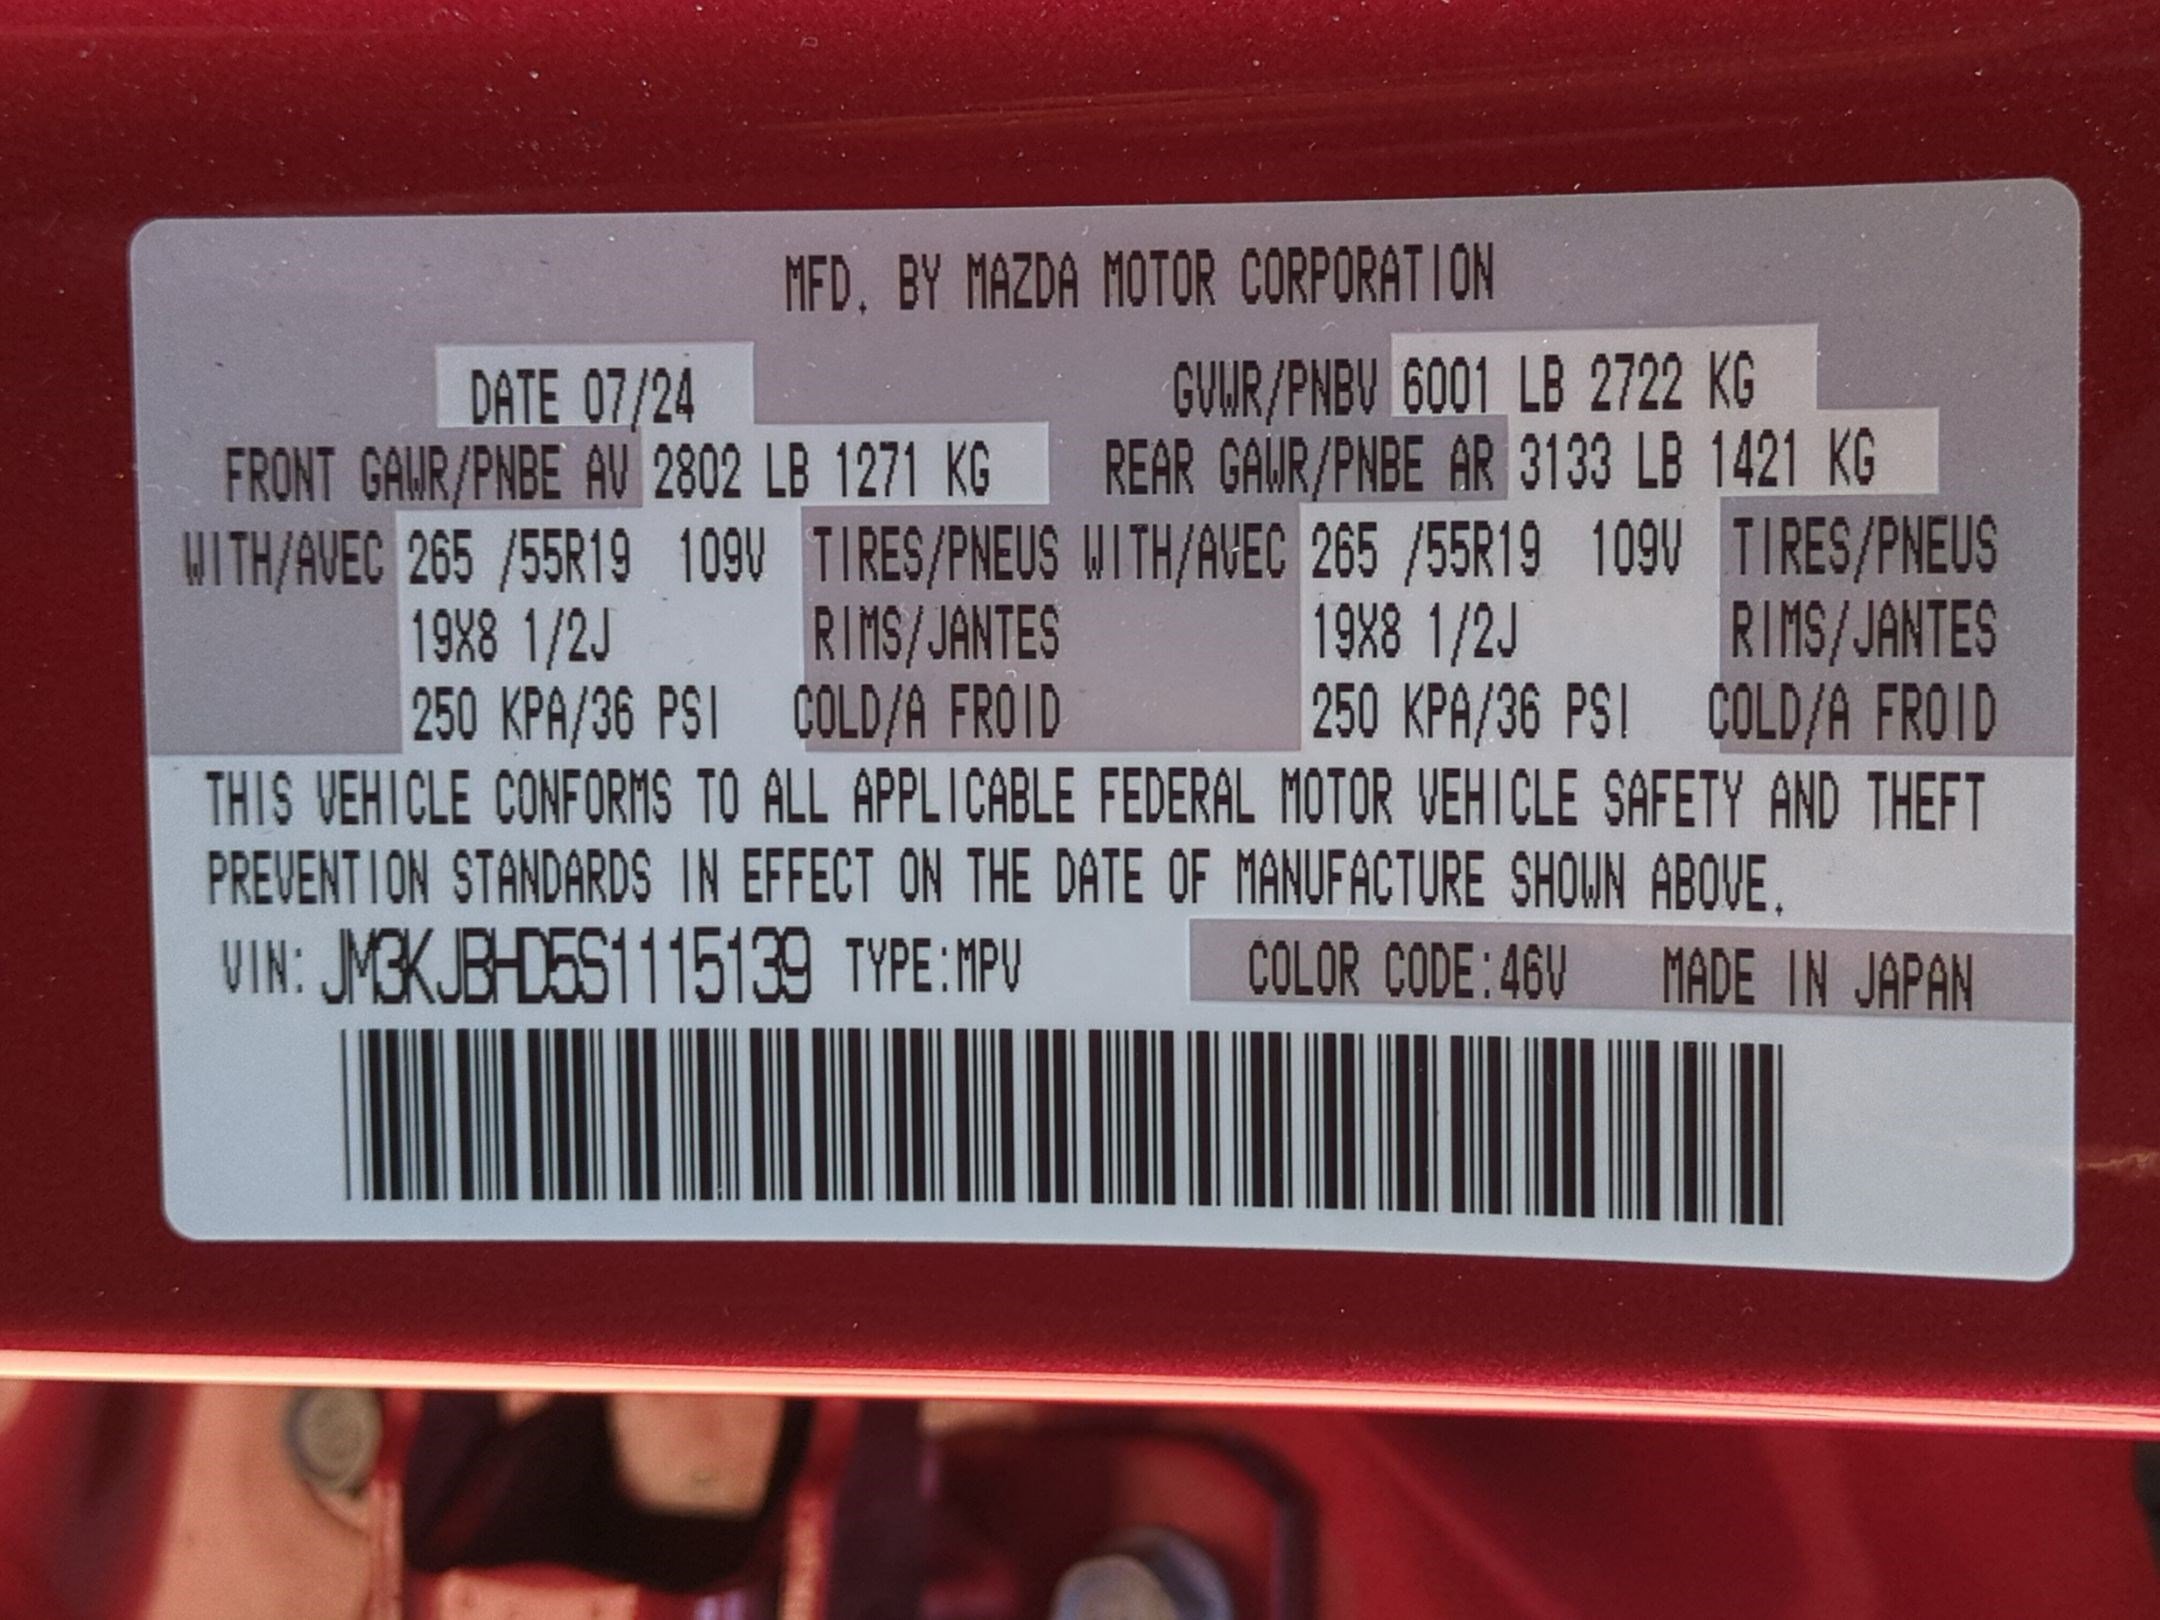 MFD. BY MAZDA MOTOR CORPORATION
DATE 07/24 GVWR/PNBV 6001 LB 2722 KG
FRONT GAWR/PNBE AV 2802 LB 1271 KG REAR GAWR/PNBE AR 3133 LB 1421 KG
WITH/AVEC 265 /55R19 109V TIRES/PNEUS WITH/AVEC 265 /55R19 109V TIRES/PNEUS
19X8 1/2J RIMS/JANTES 19X8 1/2J RIMS/JANTES
250 KPA/36 PSI COLD/A FROID 250 KPA/36 PSI COLD/A FROID
THIS VEHICLE CONFORMS TO ALL APPLICABLE FEDERAL MOTOR VEHICLE SAFETY AND THEFT
PREVENTION STANDARDS IN EFFECT ON THE DATE OF MANUFACTURE SHOWN ABOVE.
VIN: JM3KJBHD5S1115139 TYPE:MPV COLOR CODE:46V MADE IN JAPAN